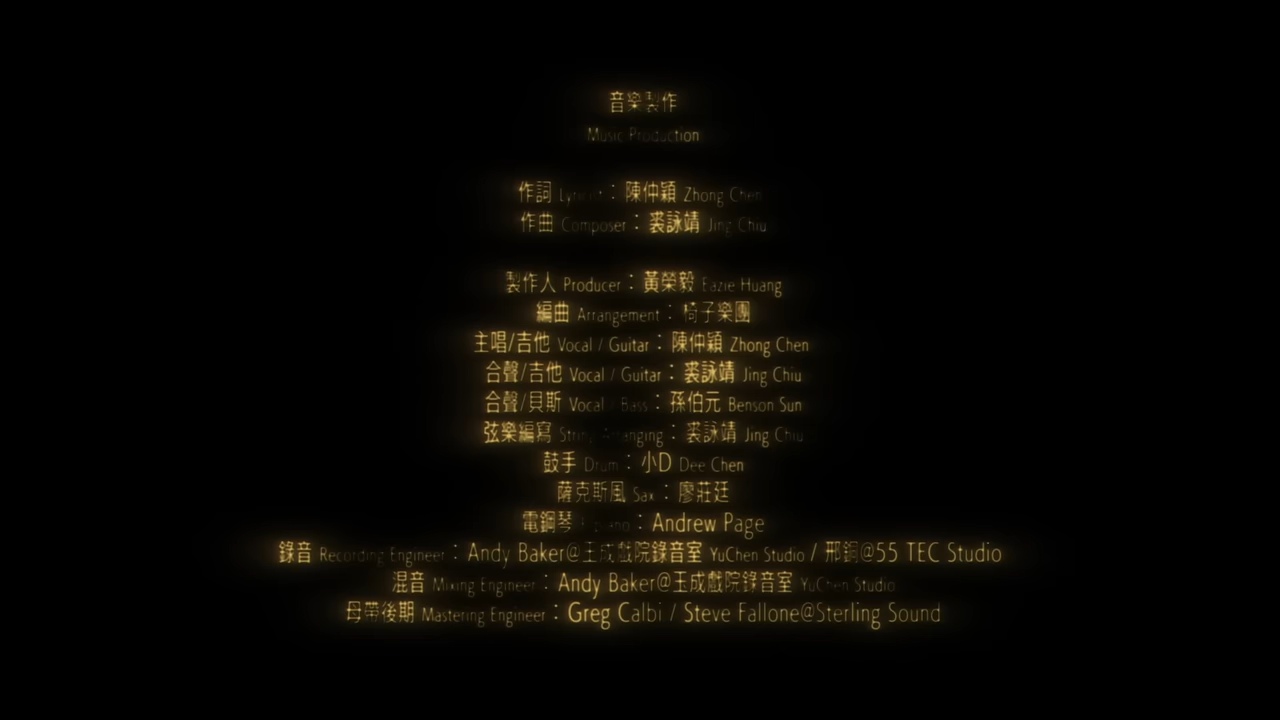 音樂製作
Music Production
作詞 Lyrics : 陳仲穎 Zhong Chen
作曲 Composer : 裘詠靖 Jing Chiu
製作人 Producer : 黃榮毅 Eazie Huang
編曲 Arrangement : 椅子樂團
主唱/吉他 Vocal / Guitar : 陳仲穎 Zhong Chen
合聲/吉他 Vocal / Guitar : 裘詠靖 Jing Chiu
合聲/貝斯 Vocal / Bass : 孫伯元 Benson Sun
弦樂編寫 String Arranging : 裘詠靖 Jing Chiu
鼓手 Drum : 小D Dee Chen
薩克斯風 Sax : 廖莊廷
電鋼琴 : Andrew Page
錄音 Recording Engineer : Andy Baker@王成戲院錄音室 YuChen Studio / 邢銅@55 TEC Studio
混音 Mixing Engineer : Andy Baker@王成戲院錄音室 YuChen Studio
母帶後期 Mastering Engineer : Greg Calbi / Steve Fallone@Sterling Sound